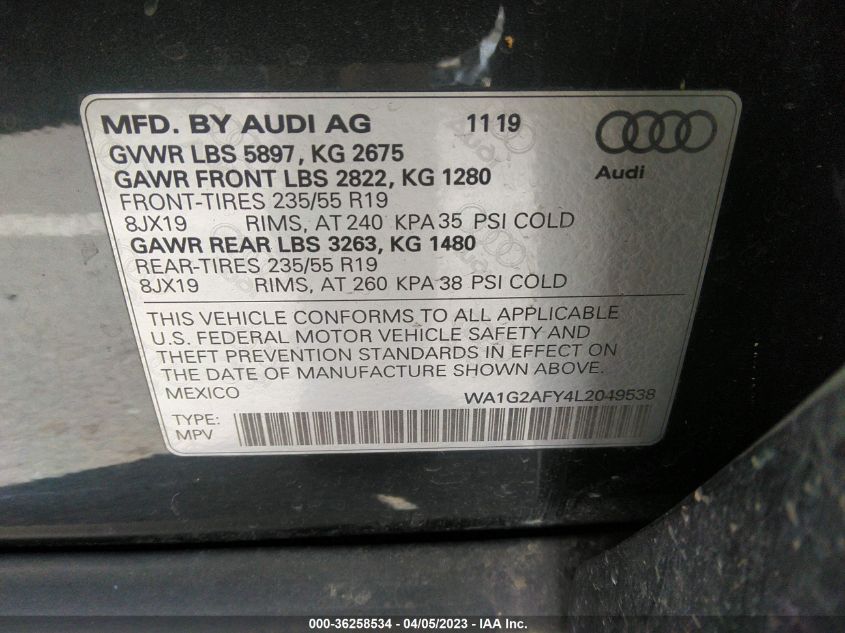 MFD. BY AUDI AG 11 19
GVWR LBS 5897, KG 2675
GAWR FRONT LBS 2822, KG 1280
Audi
FRONT-TIRES 235/55 R19
8JX19 RIMS, AT 240 KPA 35 PSI COLD
GAWR REAR LBS 3263, KG 1480
REAR-TIRES 235/55 R19
8JX19 RIMS, AT 260 KPA 38 PSI COLD
THIS VEHICLE CONFORMS TO ALL APPLICABLE
U.S. FEDERAL MOTOR VEHICLE SAFETY AND
THEFT PREVENTION STANDARDS IN EFFECT ON
THE DATE OF MANUFACTURE SHOWN ABOVE.
MEXICO WA1G2AFY4L2049538
TYPE:
MPV
000-36258534 - 04/05/2023 - IAA Inc.